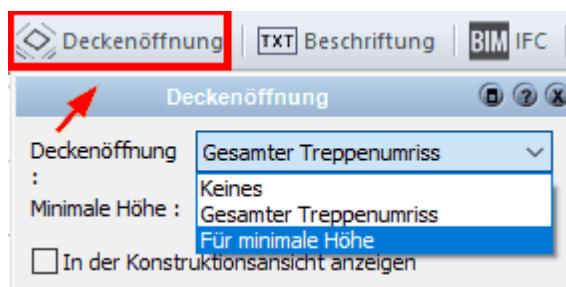 Deckenöffnung TXT Beschriftung BIM IFC
Deckenöffnung
Deckenöffnung Gesamter Treppenumriss
:
Keines
Minimale Höhe : Gesamter Treppenumriss
Für minimale Höhe
In der Konstruktionsansicht anzeigen